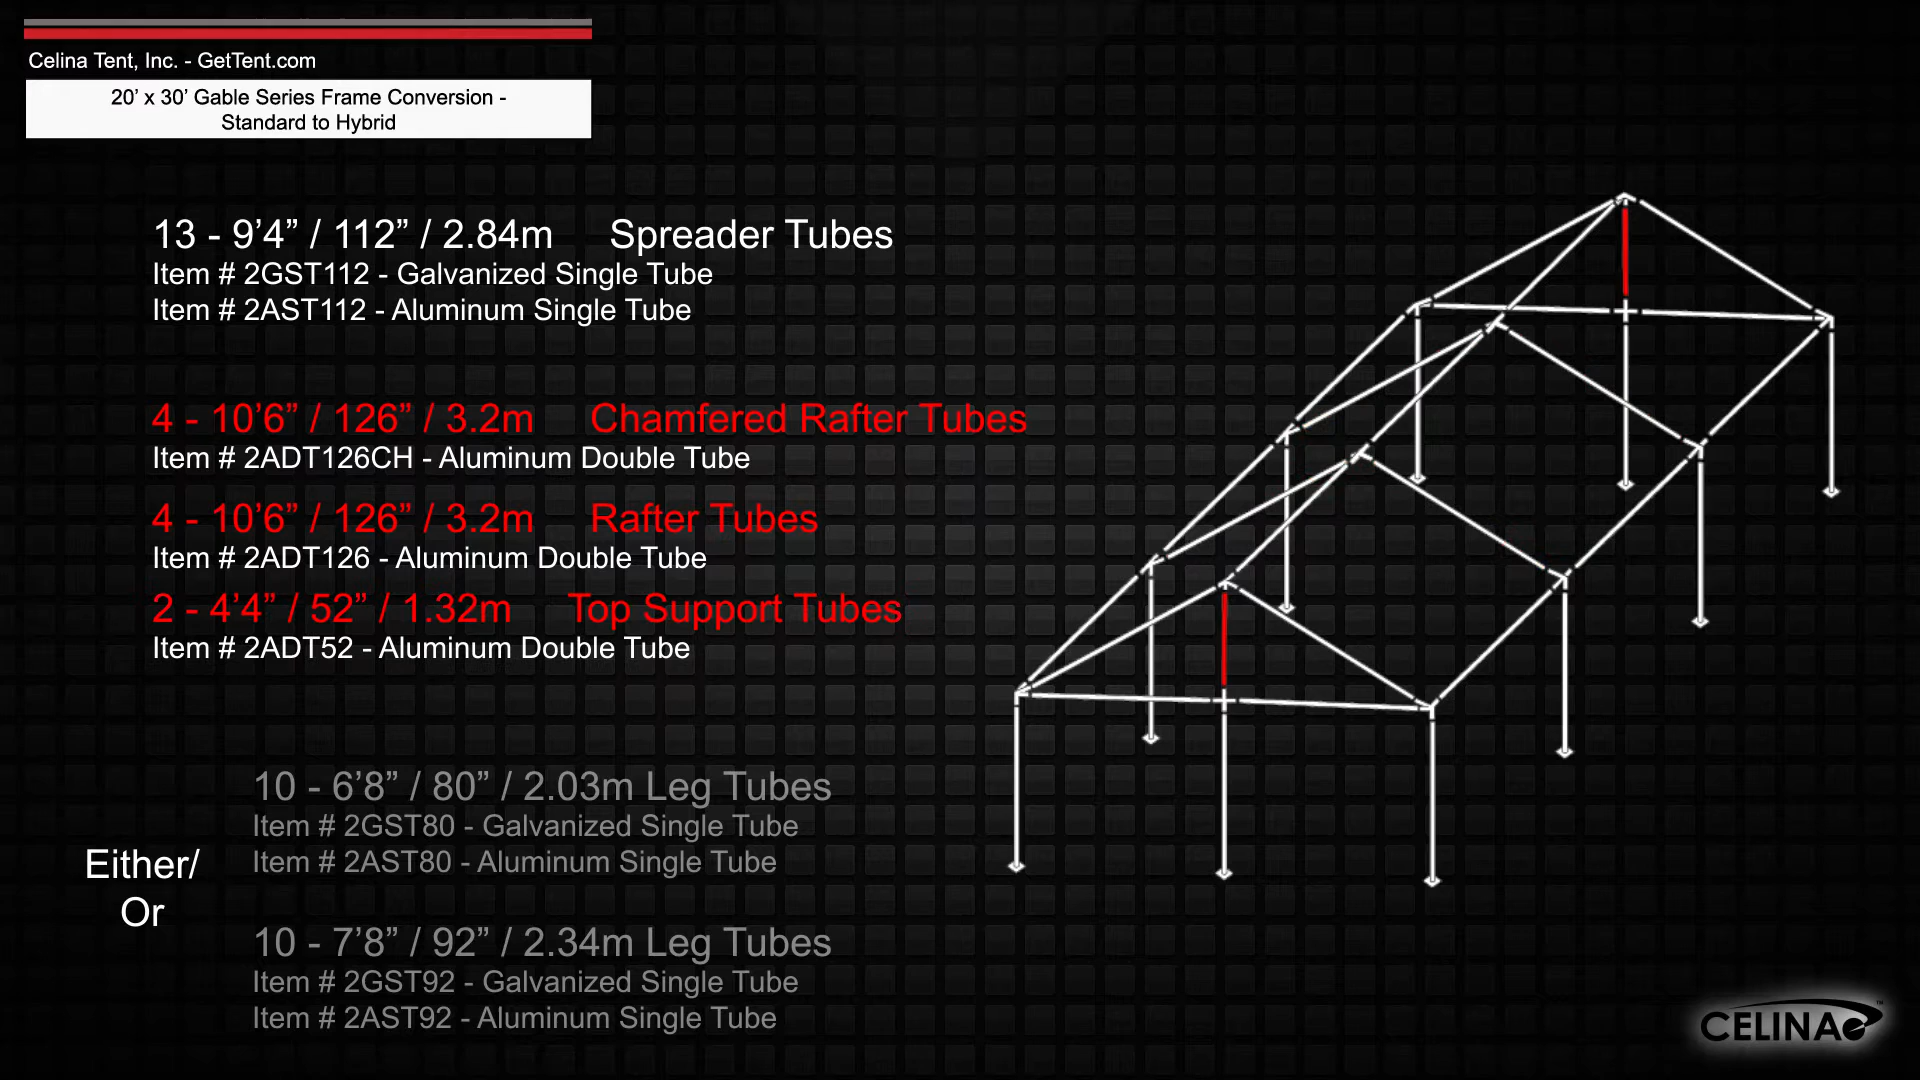 Celina Tent, Inc. - GetTent.com
20’ x 30’ Gable Series Frame Conversion -
Standard to Hybrid
13 - 9’4” / 112” / 2.84m Spreader Tubes
Item # 2GST112 - Galvanized Single Tube
Item # 2AST112 - Aluminum Single Tube
4 - 10’6” / 126” / 3.2m Chamfered Rafter Tubes
Item # 2ADT126CH - Aluminum Double Tube
4 - 10’6” / 126” / 3.2m Rafter Tubes
Item # 2ADT126 - Aluminum Double Tube
2 - 4’4” / 52” / 1.32m Top Support Tubes
Item # 2ADT52 - Aluminum Double Tube
Either/
Or
10 - 6’8” / 80” / 2.03m Leg Tubes
Item # 2GST80 - Galvanized Single Tube
Item # 2AST80 - Aluminum Single Tube
10 - 7’8” / 92” / 2.34m Leg Tubes
Item # 2GST92 - Galvanized Single Tube
Item # 2AST92 - Aluminum Single Tube
CELINA™